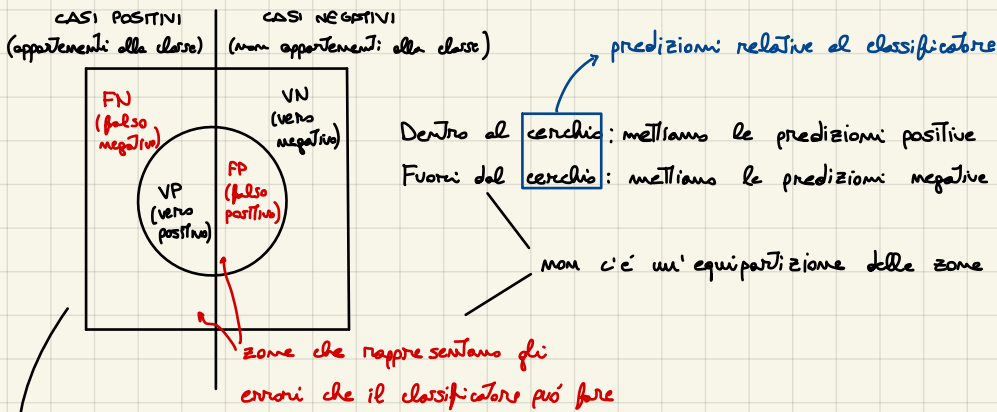 CASI POSITIVI
(appartenenti alla classe)
CASI NEGATIVI
(non appartenenti alla classe)
predizioni relative al classificatore
FN
(falso
negativo)
VN
(vero
negativo)
VP
(vero
positivo)
FP
(falso
positivo)
Dentro al cerchio: mettiamo le predizioni positive
Fuori dal cerchio: mettiamo le predizioni negative
non c'é un'equipartizione delle zone
zone che rappresentano gli
errori che il classificatore puó fare